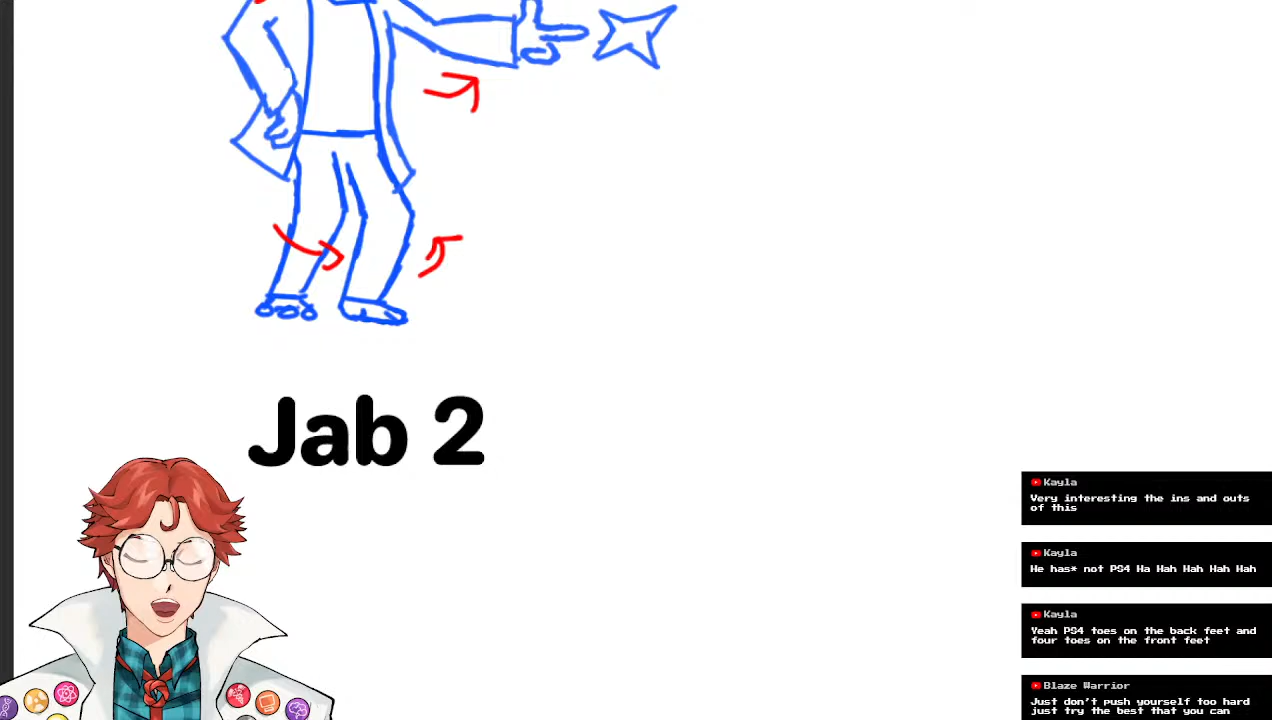 Jab 2
Kayla
Very interesting the ins and outs
of this
Kayla
He has* not PS4 Ha Hah Hah Hah Hah
Kayla
Yeah PS4 toes on the back feet and
four toes on the front feet
Blaze Warrior
Just don't push yourself too hard
just try the best that you can